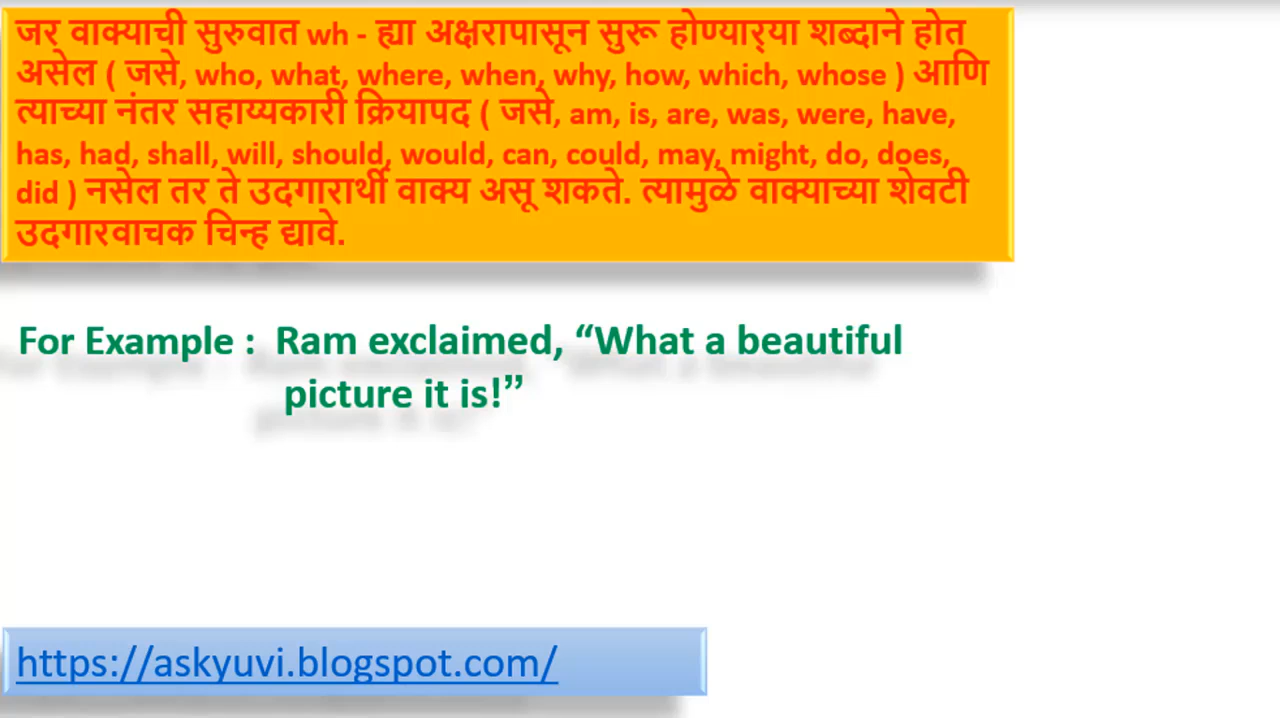 जर वाक्याची सुरुवात wh - ह्या अक्षरापासून सुरू होण्यार्‍या शब्दाने होत
असेल ( जसे, who, what, where, when, why, how, which, whose ) आणि
त्याच्या नंतर सहाय्यकारी क्रियापद ( जसे, am, is, are, was, were, have,
has, had, shall, will, should, would, can, could, may, might, do, does,
did ) नसेल तर ते उदगारार्थी वाक्य असू शकते. त्यामुळे वाक्याच्या शेवटी
उदगारवाचक चिन्ह द्यावे.
For Example : Ram exclaimed, “What a beautiful
picture it is!”
https://askyuvi.blogspot.com/